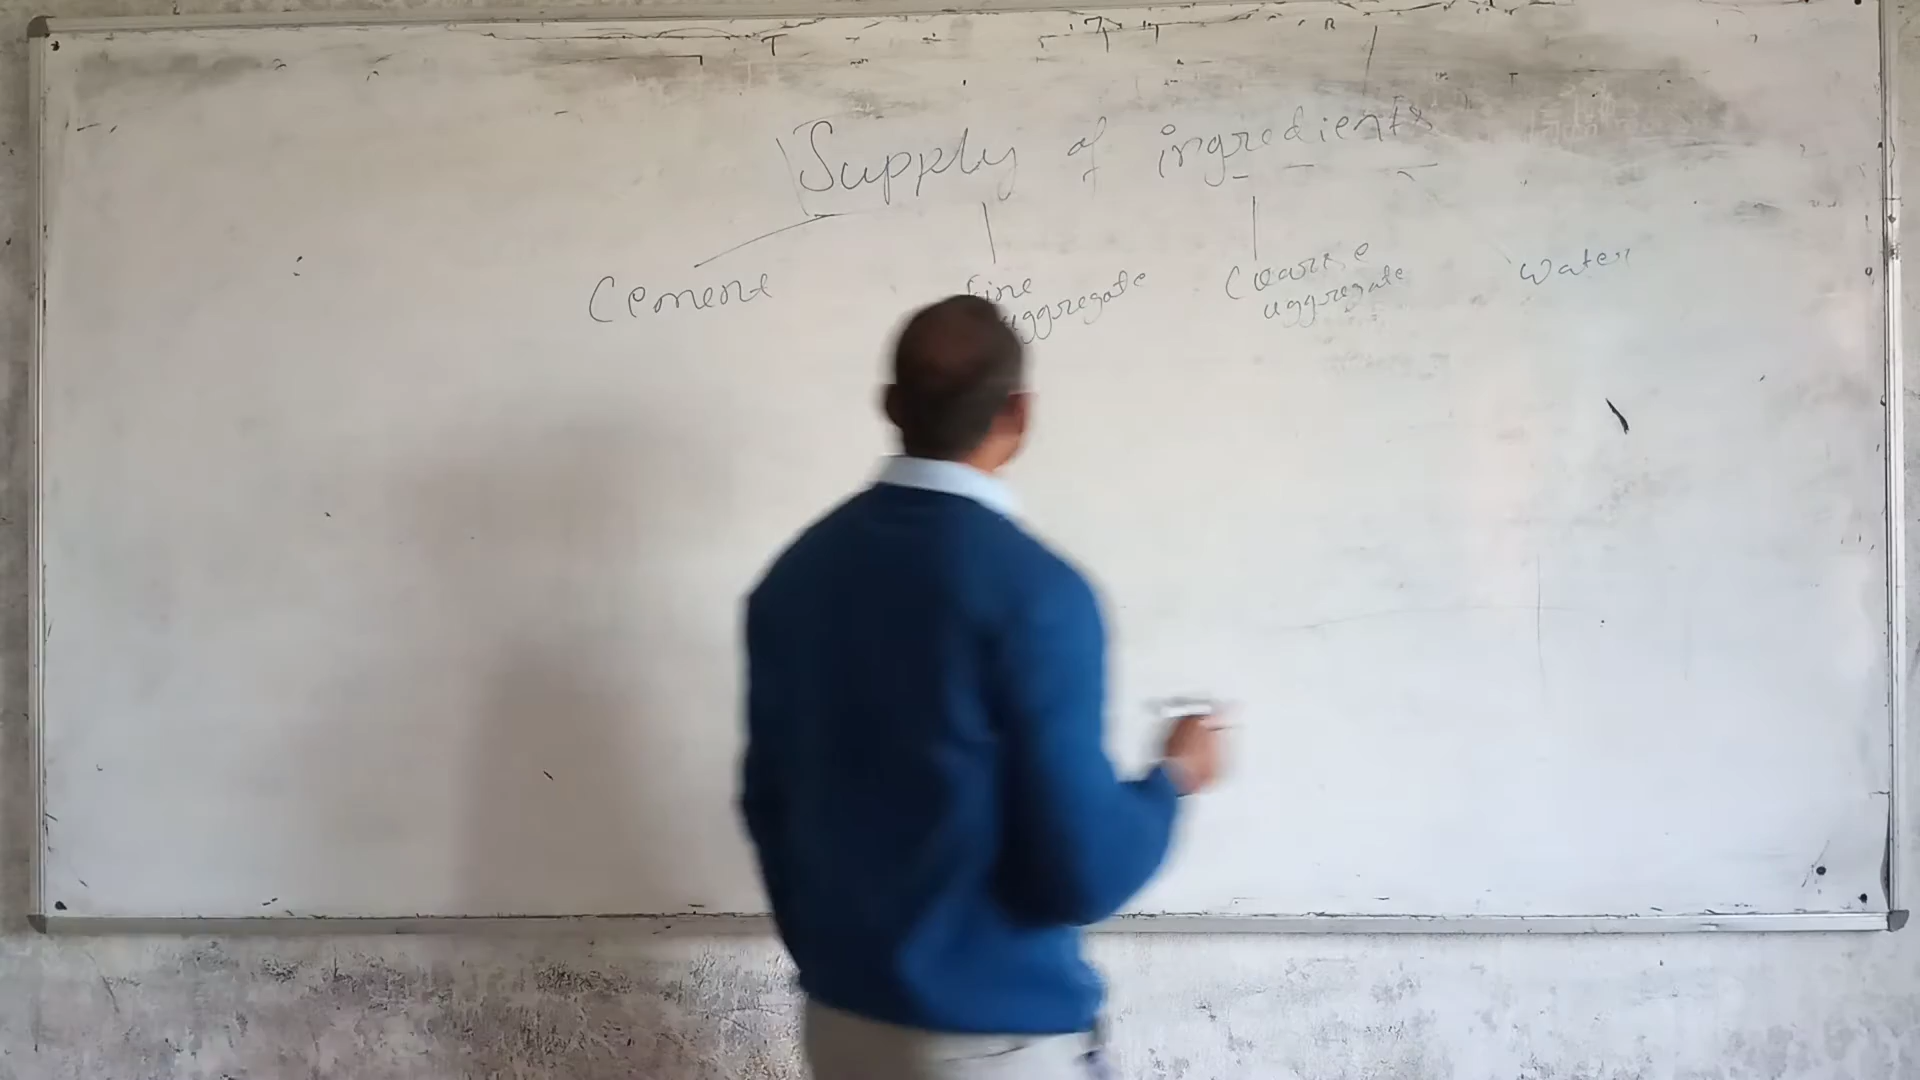 Supply of ingredients
Cement
Fine aggregate
Coarse aggregate
Water